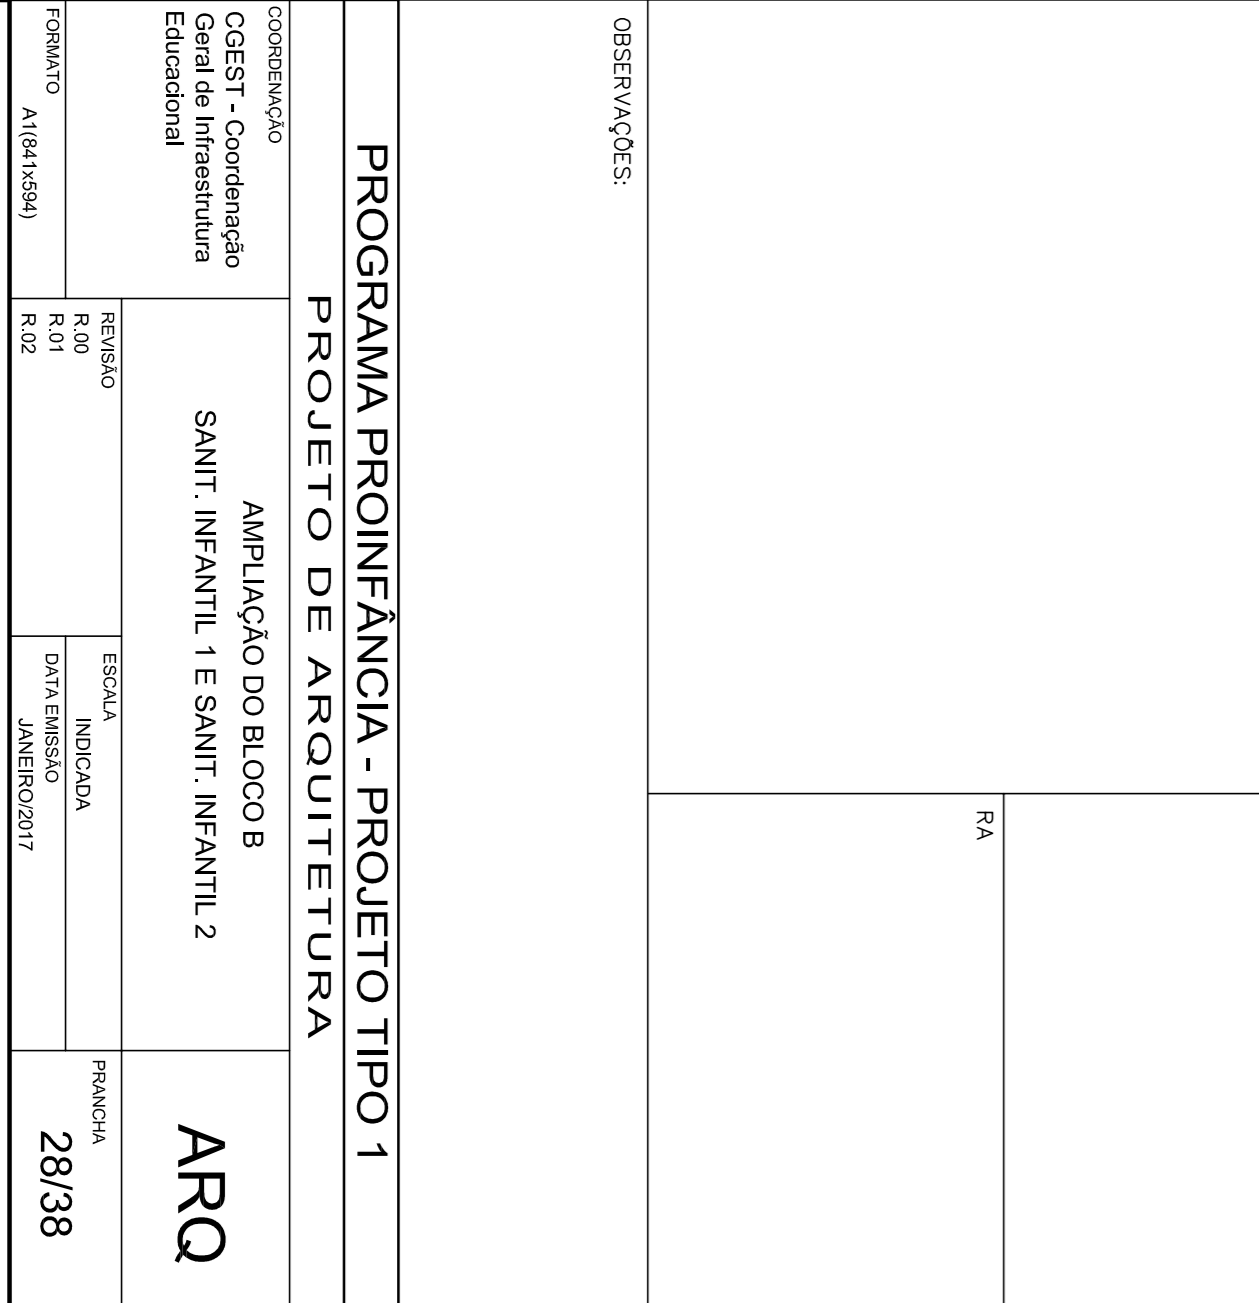 RA
OBSERVAÇÕES:
PROGRAMA PROINFÂNCIA - PROJETO TIPO 1
PROJETO DE ARQUITETURA
COORDENAÇÃO
CGEST - Coordenação
Geral de Infraestrutura
Educacional
AMPLIAÇÃO DO BLOCO B
SANIT. INFANTIL 1 E SANIT. INFANTIL 2
ARQ
FORMATO
A1(841x594)
REVISÃO
R.00
R.01
R.02
ESCALA
INDICADA
DATA EMISSÃO
JANEIRO/2017
PRANCHA
28/38